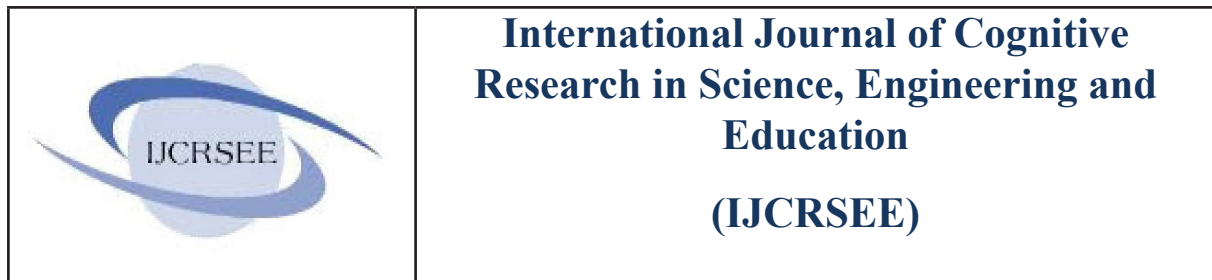 IJCRSEE
International Journal of Cognitive
Research in Science, Engineering and
Education
(IJCRSEE)